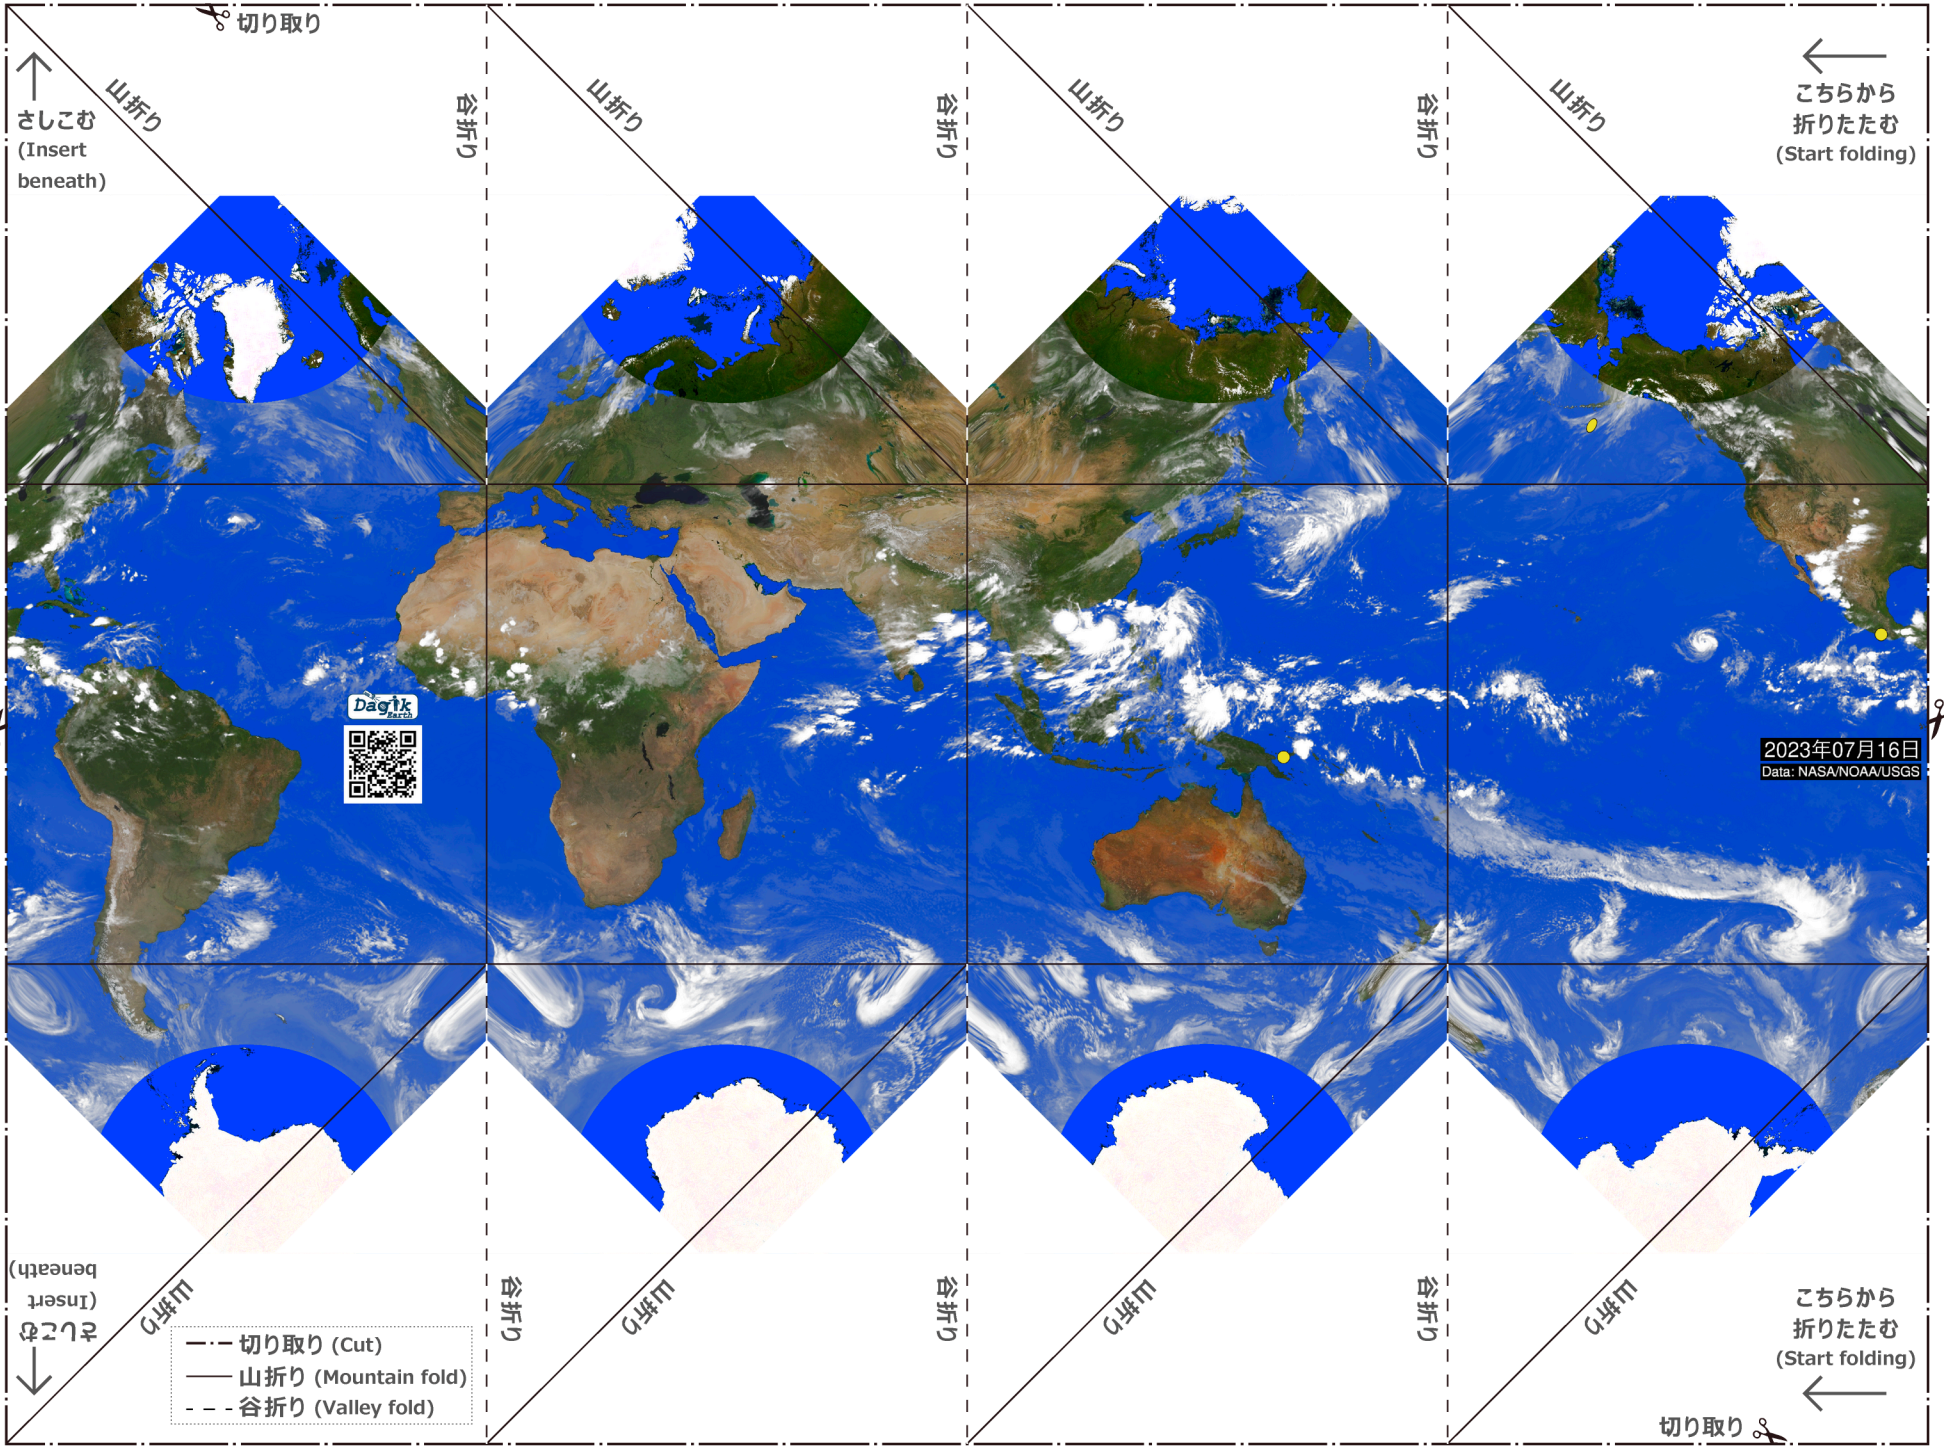 切り取り
山折り
谷折り
山折り
谷折り
山折り
谷折り
山折り
さしこむ
(Insert
beneath)
こちらから
折りたたむ
(Start folding)
Dagik
Earth
2023年07月16日
Data: NASA/NOAA/USGS
さしこむ
(Insert
beneath)
山折り
谷折り
山折り
谷折り
山折り
谷折り
山折り
こちらから
折りたたむ
(Start folding)
切り取り (Cut)
山折り (Mountain fold)
谷折り (Valley fold)
切り取り